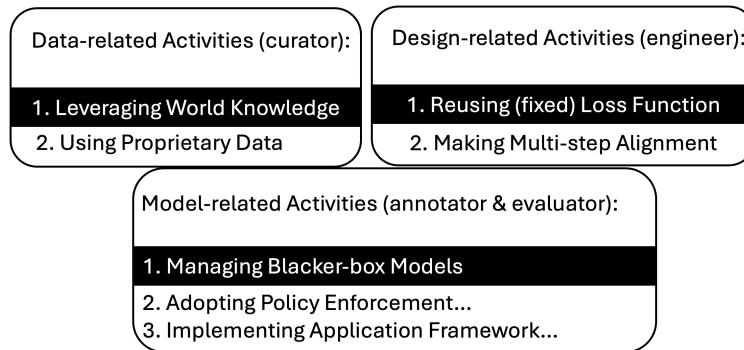 Data-related Activities (curator):
1. Leveraging World Knowledge
2. Using Proprietary Data
Design-related Activities (engineer):
1. Reusing (fixed) Loss Function
2. Making Multi-step Alignment
Model-related Activities (annotator & evaluator):
1. Managing Blacker-box Models
2. Adopting Policy Enforcement...
3. Implementing Application Framework...